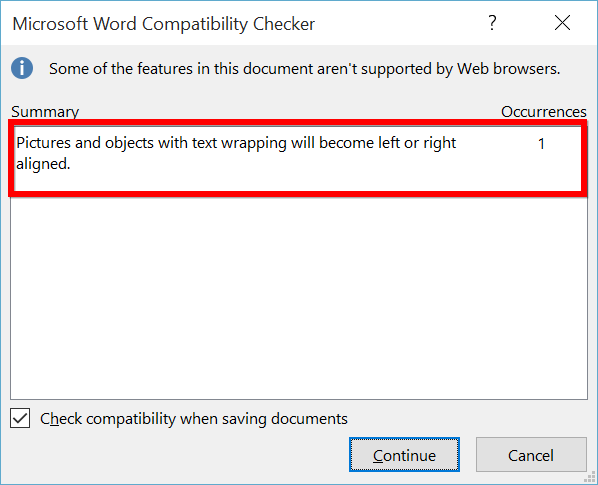 Microsoft Word Compatibility Checker ?
Some of the features in this document aren't supported by Web browsers.
Summary Occurrences
Pictures and objects with text wrapping will become left or right 1
aligned.
Check compatibility when saving documents
Continue Cancel